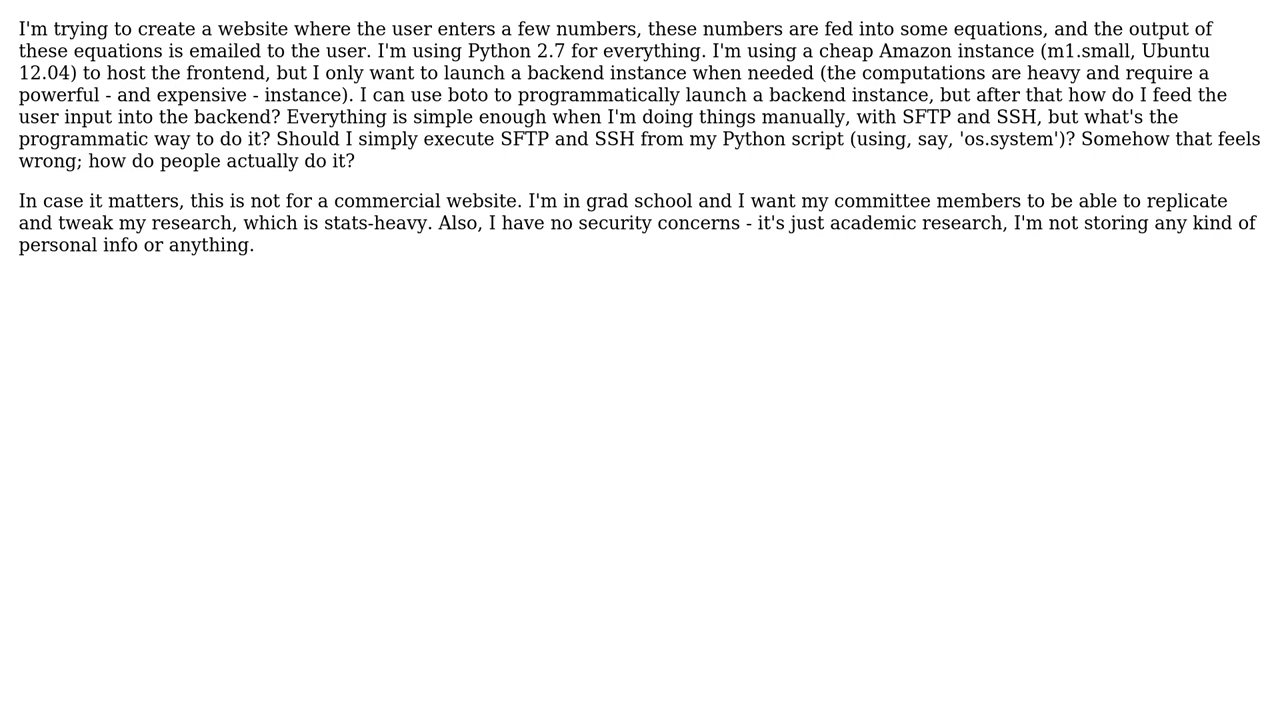 I'm trying to create a website where the user enters a few numbers, these numbers are fed into some equations, and the output of
these equations is emailed to the user. I'm using Python 2.7 for everything. I'm using a cheap Amazon instance (m1.small, Ubuntu
12.04) to host the frontend, but I only want to launch a backend instance when needed (the computations are heavy and require a
powerful - and expensive - instance). I can use boto to programmatically launch a backend instance, but after that how do I feed the
user input into the backend? Everything is simple enough when I'm doing things manually, with SFTP and SSH, but what's the
programmatic way to do it? Should I simply execute SFTP and SSH from my Python script (using, say, 'os.system')? Somehow that feels
wrong; how do people actually do it?
In case it matters, this is not for a commercial website. I'm in grad school and I want my committee members to be able to replicate
and tweak my research, which is stats-heavy. Also, I have no security concerns - it's just academic research, I'm not storing any kind of
personal info or anything.